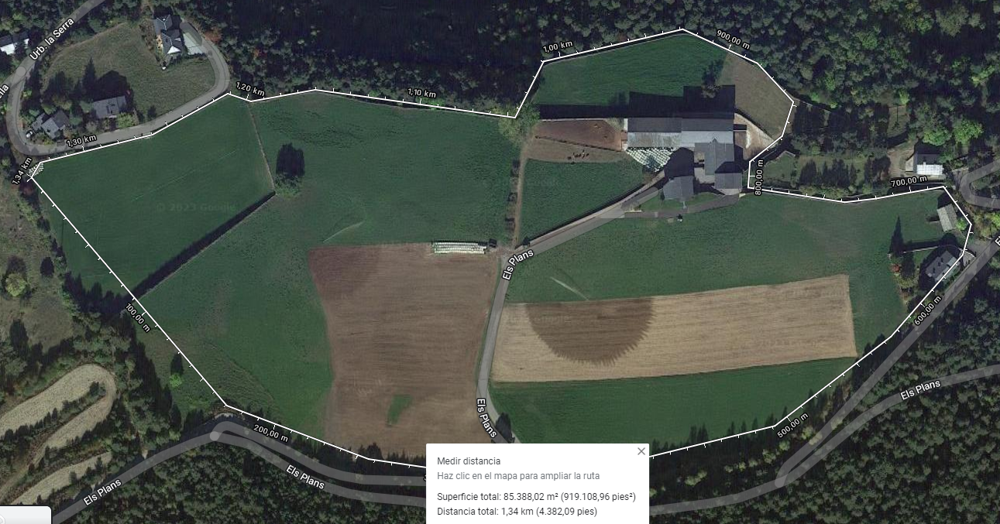 Urb. la Serra
900,00 m
1,00 km
1,20 km
1,10 km
1,30 km
1,34 km
800,00 m
700,00 m
© 2023 Google
Els Plans
100,00 m
600,00 m
Els Plans
Els Plans
500,00 m
200,00 m
Els Plans
Els Plans
Medir distancia
Haz clic en el mapa para ampliar la ruta
Superficie total: 85.388,02 m² (919.108,96 pies²)
Distancia total: 1,34 km (4.382,09 pies)